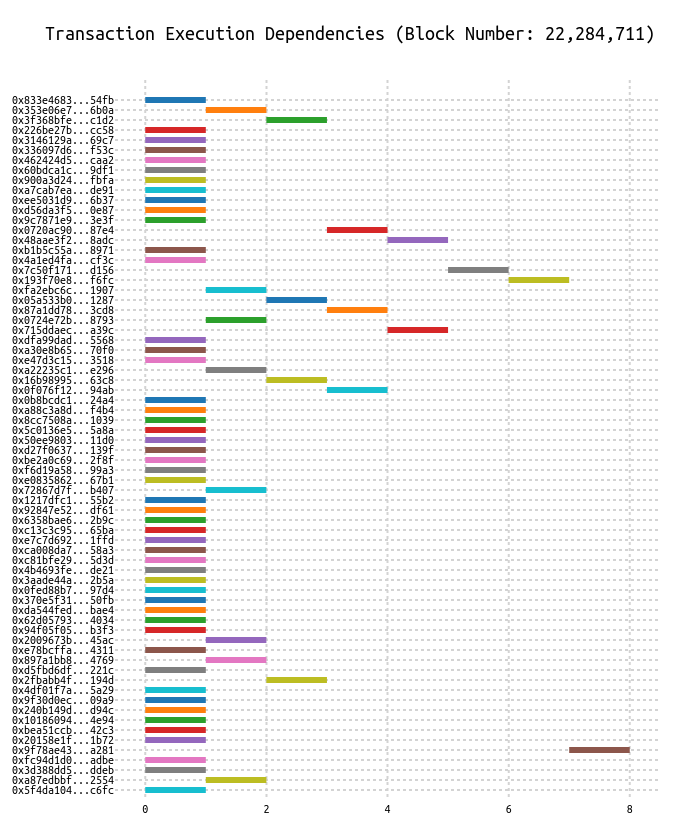 Transaction Execution Dependencies (Block Number: 22,284,711)
0x833e4683...54fb
0x353e06e7...6b0a
0x3f368bfe...c1d2
0x226be27b...cc58
0x3146129a...69c7
0x336097d6...f53c
0x462424d5...caa2
0x60bdca1c...9df1
0x900a3d24...fbfa
0xa7cab7ea...de91
0xee5031d9...6b37
0xd56da3f5...0e87
0x9c7871e9...3e3f
0x0720ac90...87e4
0x48aae3f2...8adc
0xb1b5c55a...8971
0x4a1ed4fa...cf3c
0x7c50f171...d156
0x193f70e8...f6fc
0xfa2ebc6c...1907
0x05a533b0...1287
0x87a1dd78...3cd8
0x0724e72b...8793
0x715ddaec...a39c
0xdfa99dad...5568
0xa30e8b65...70f0
0xe47d3c15...3518
0xa22235c1...e296
0x16b98995...63c8
0x0f076f12...94ab
0x0b8bcdc1...24a4
0xa88c3a8d...f4b4
0x8cc7508a...1039
0x5c0136e5...5a8a
0x50ee9803...11d0
0xd27f0637...139f
0xbe2a0c69...2f8f
0xf6d19a58...99a3
0xe0835862...67b1
0x72867d7f...b407
0x1217dfc1...55b2
0x92847e52...df61
0x6358bae6...2b9c
0xc13c3c95...65ba
0xe7c7d692...1ffd
0xca008da7...58a3
0xc81bfe29...5d3d
0x4b4693fe...de21
0x3aade44a...2b5a
0x0fed88b7...97d4
0x370e5f31...50fb
0xda544fed...bae4
0x62d05793...4034
0x94f05f05...b3f3
0x2009673b...45ac
0xe78bcffa...4311
0x897a1bb8...4769
0xd5fbd6df...221c
0x2fbabb4f...194d
0x4df01f7a...5a29
0x9f30d0ec...09a9
0x240b149d...d94c
0x10186094...4e94
0xbea51ccb...42c3
0x20158e1f...1b72
0x9f78ae43...a281
0xfc94d1d0...adbe
0x3d388dd5...ddeb
0xa87edbbf...2554
0x5f4da104...c6fc
0 2 4 6 8